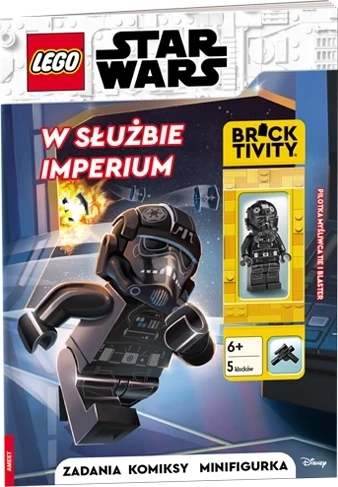 LEGO
STAR
WARS
W SŁUŻBIE
IMPERIUM
BRICK
TIVITY
PILOTKA MYŚLIWCA TIE I BLASTER
6+
5 klocków
AMEET
Disney
ZADANIA KOMIKSY MINIFIGURKA